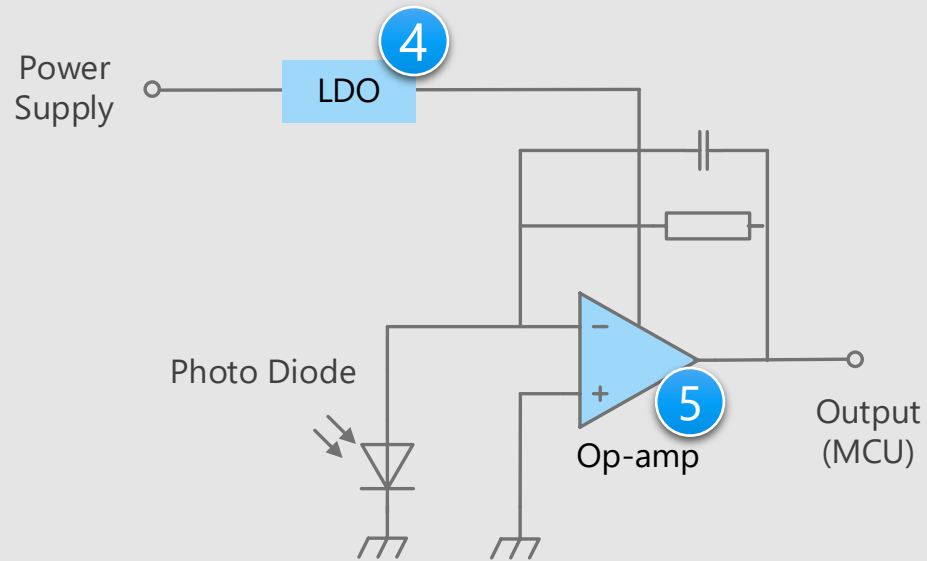 4
Power
Supply
LDO
Photo Diode
−
+
5
Op-amp
Output
(MCU)